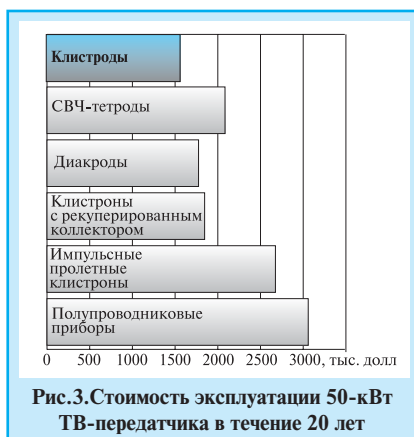 Клистроды
СВЧ-тетроды
Диакроды
Клистроны
с рекуперированным
коллектором
Импульсные
пролетные
клистроны
Полупроводниковые
приборы
0 500 1000 1500 2000 2500 3000, тыс. долл
Рис.3.Стоимость эксплуатации 50-кВт
ТВ-передатчика в течение 20 лет